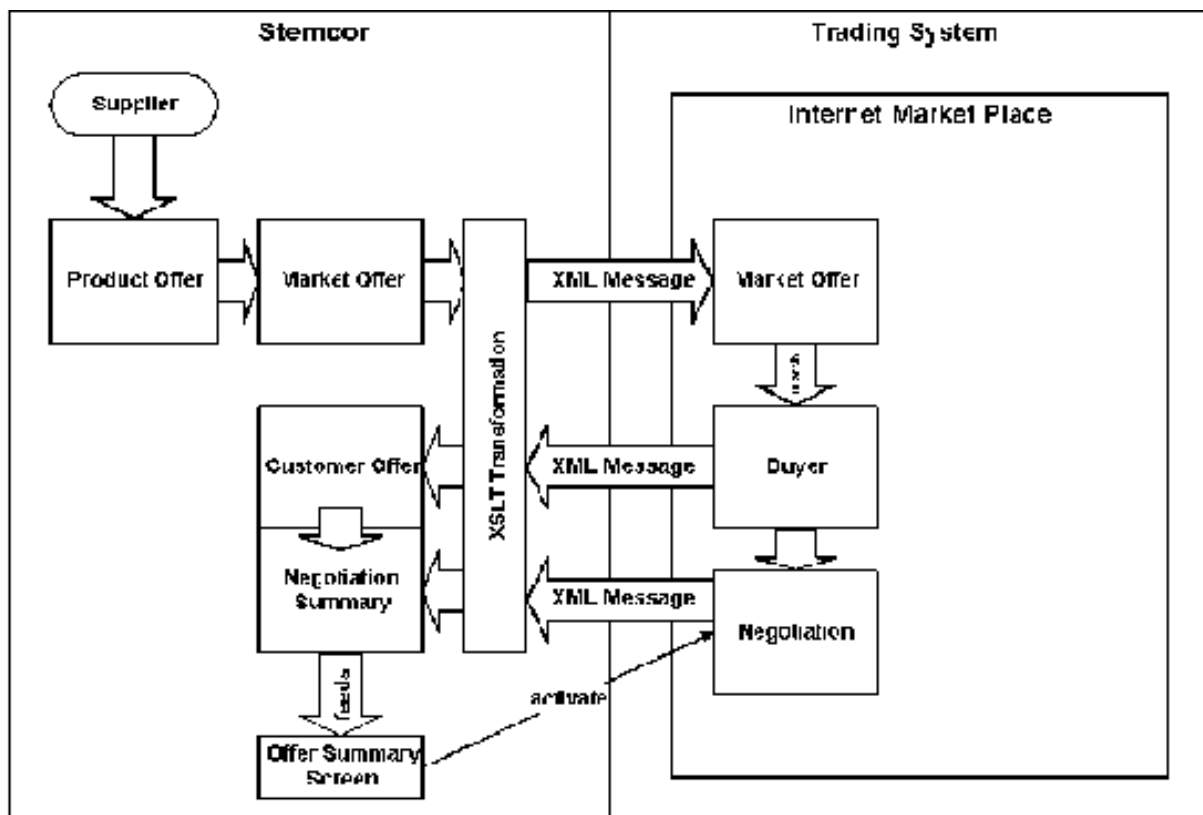 Stemcor
Trading System
Supplier
Internet Market Place
Product Offer
Market Offer
XML Message
Market Offer
XSLT Transformation
Customer Offer
XML Message
Buyer
Negotiation
Summary
XML Message
Negotiation
feeds
activate
Offer Summary
Screen